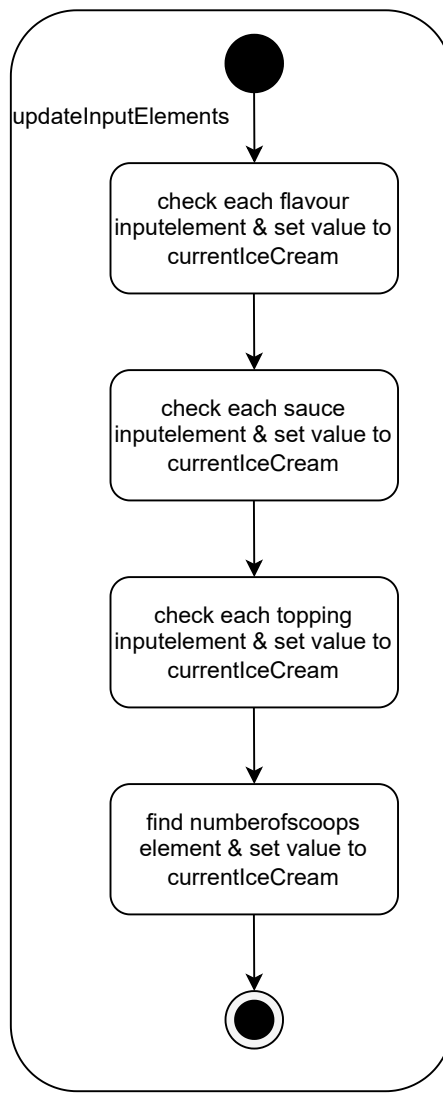 updateInputElements
check each flavour
inputelement & set value to
currentIceCream
check each sauce
inputelement & set value to
currentIceCream
check each topping
inputelement & set value to
currentIceCream
find numberofscoops
element & set value to
currentIceCream